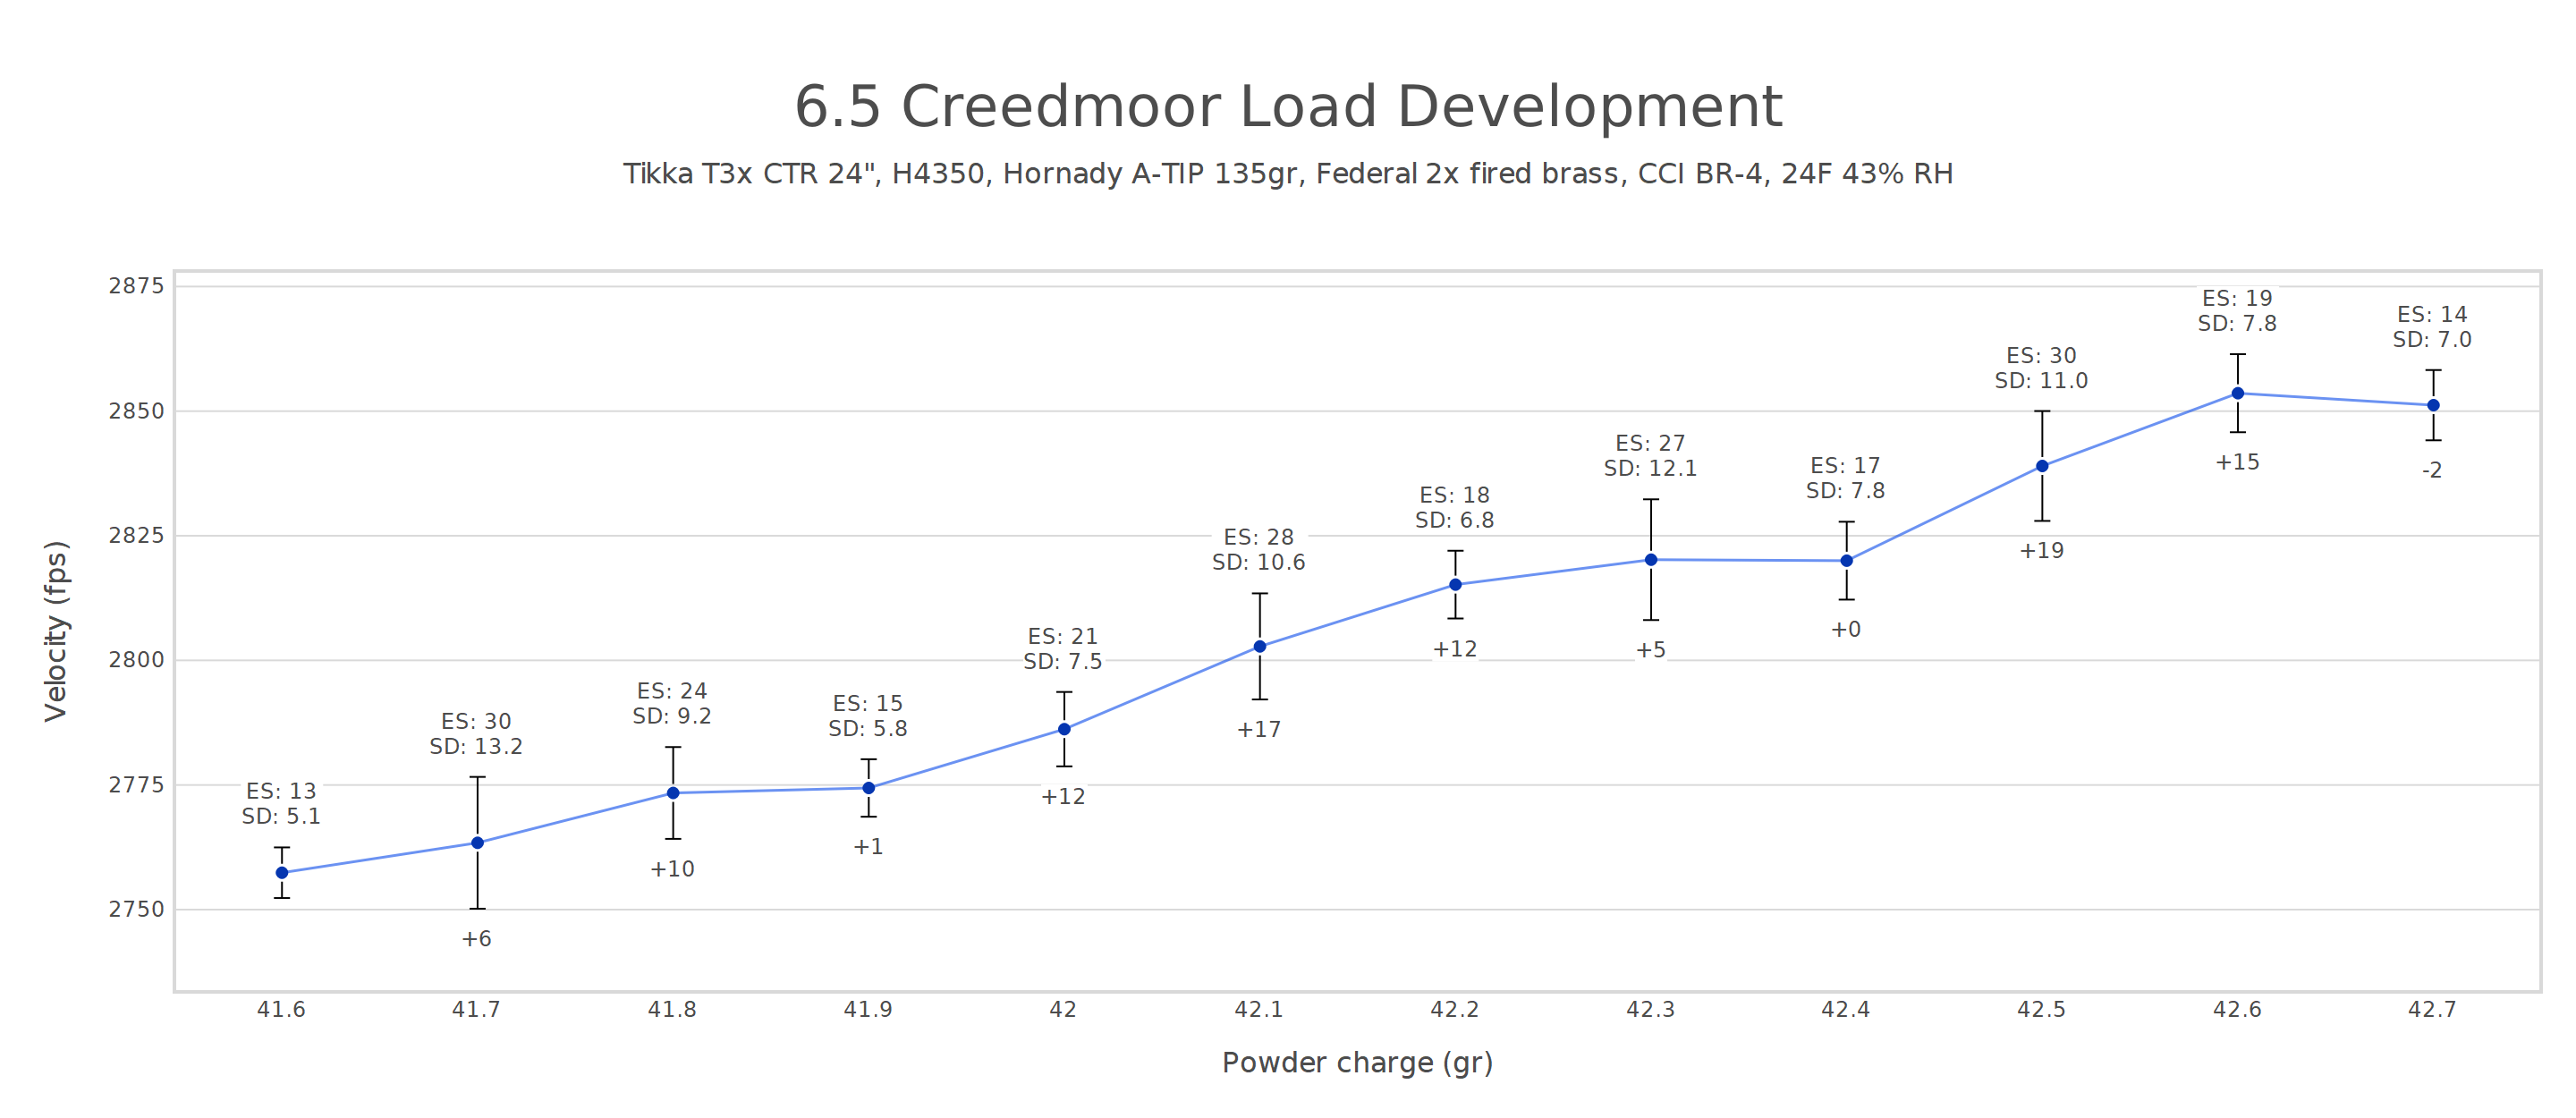 6.5 Creedmoor Load Development
Tikka T3x CTR 24", H4350, Hornady A-TIP 135gr, Federal 2x fired brass, CCI BR-4, 24F 43% RH
Velocity (fps)
2875
2850
2825
2800
2775
2750
ES: 13
SD: 5.1
ES: 30
SD: 13.2
+6
ES: 24
SD: 9.2
+10
ES: 15
SD: 5.8
+1
ES: 21
SD: 7.5
+12
ES: 28
SD: 10.6
+17
ES: 18
SD: 6.8
+12
ES: 27
SD: 12.1
+5
ES: 17
SD: 7.8
+0
ES: 30
SD: 11.0
+19
ES: 19
SD: 7.8
+15
ES: 14
SD: 7.0
-2
41.6 41.7 41.8 41.9 42 42.1 42.2 42.3 42.4 42.5 42.6 42.7
Powder charge (gr)